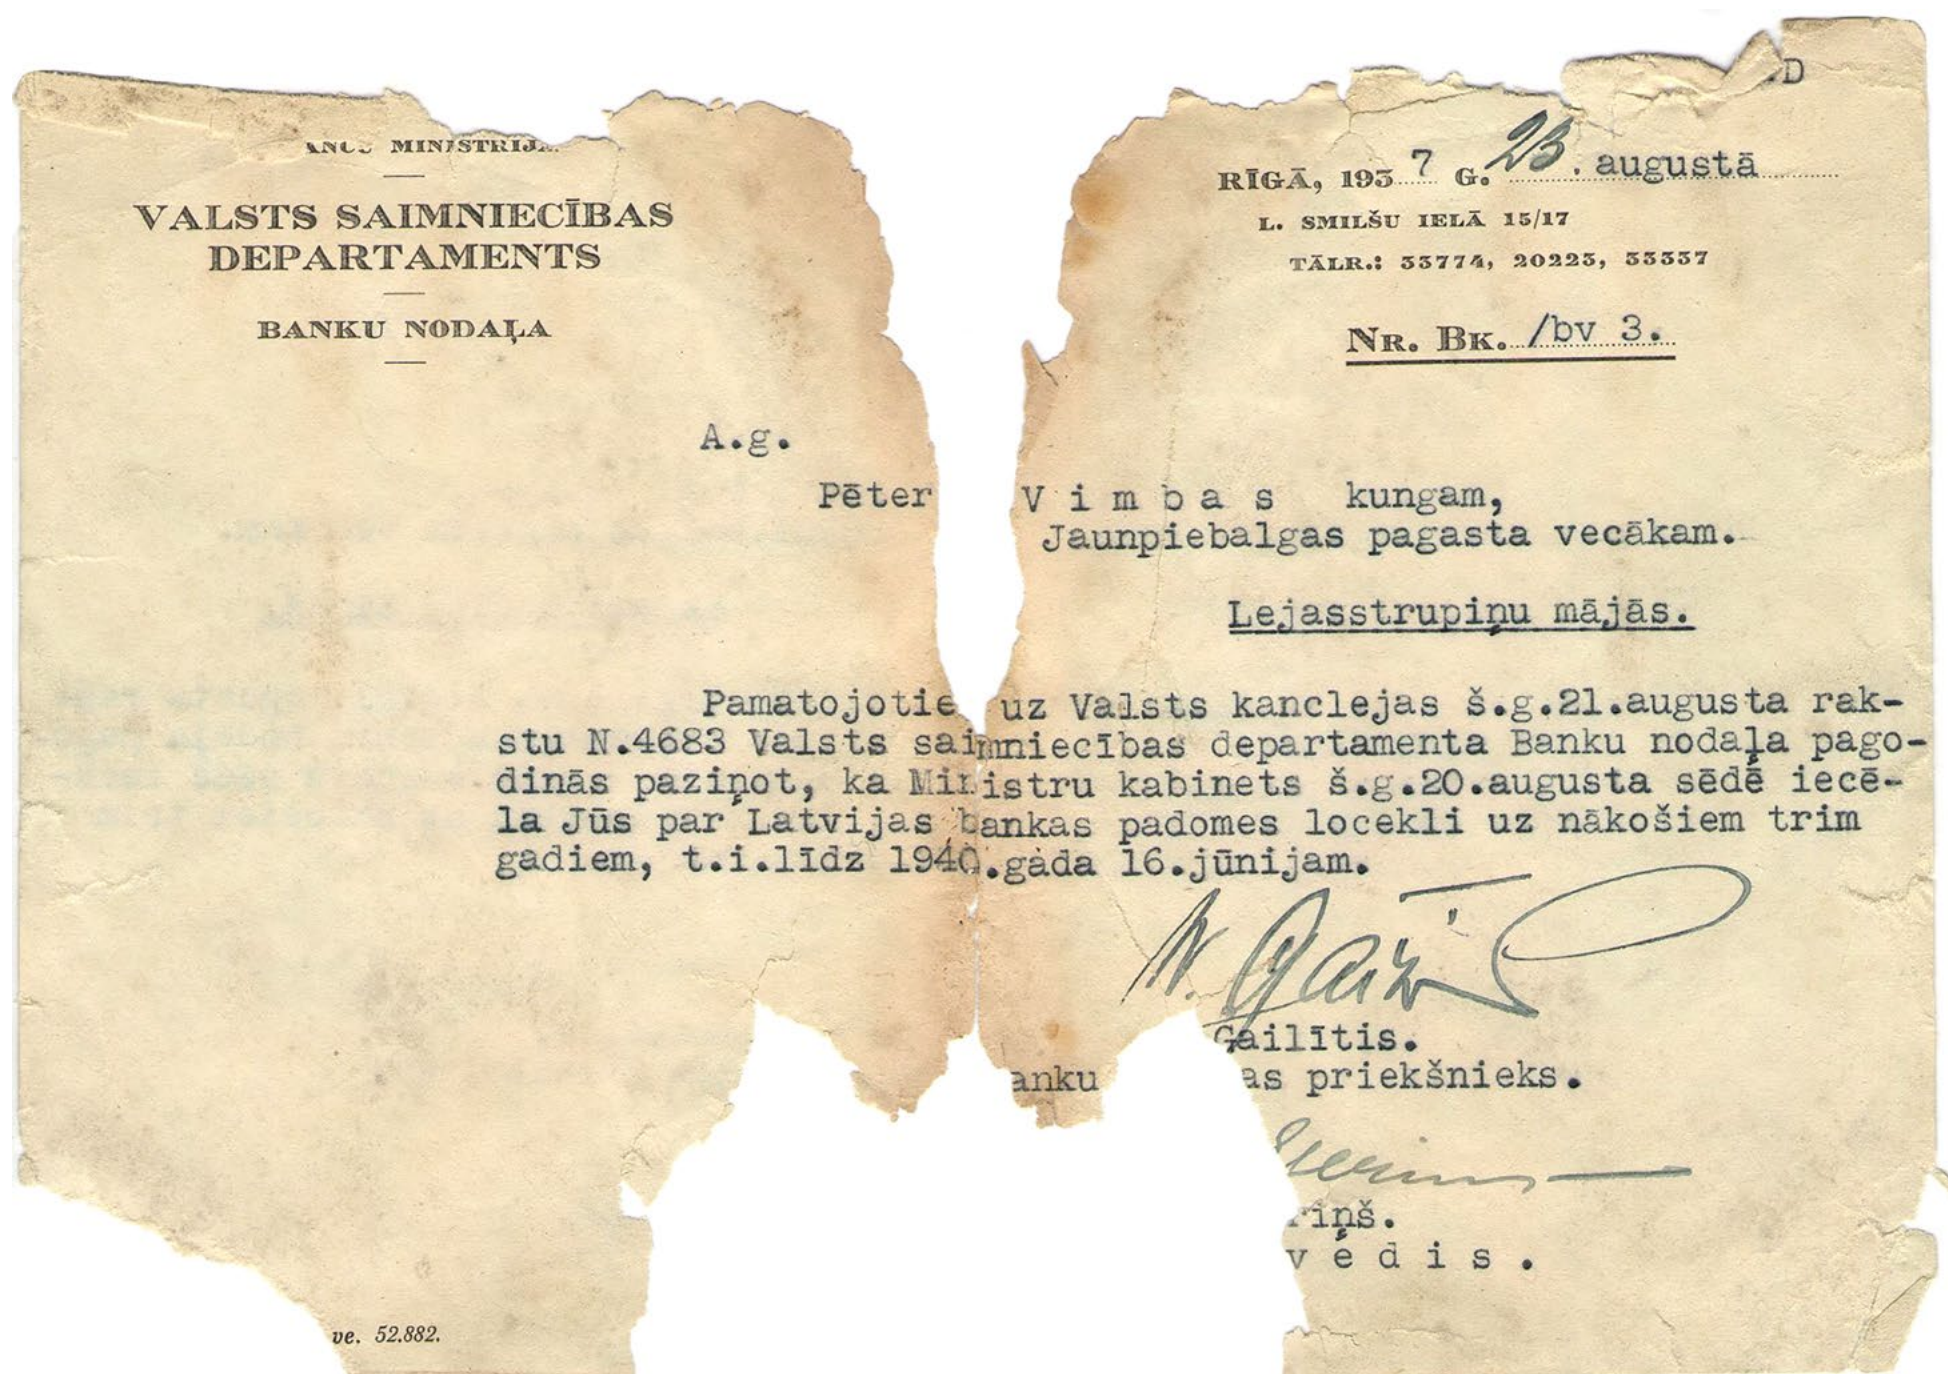 MINISTRIJA
VALSTS SAIMNIECĪBAS
DEPARTAMENTS
BANKU NODAĻA
D
RĪGĀ, 1937 G. 23. augustā
L. SMILŠU IELĀ 15/17
TĀLR.: 33774, 20223, 33337
NR. BK. /bv 3.
A.g.
Pēter Vimbas kungam,
Jaunpiebalgas pagasta vecākam.
Lejasstrupiņu mājās.
Pamatojotie uz Valsts kanclejas š.g.21.augusta rak-
stu N.4683 Valsts saimniecības departamenta Banku nodaļa pago-
dinās paziņot, ka Ministru kabinets š.g.20.augusta sēdē iecē-
la Jūs par Latvijas bankas padomes locekli uz nākošiem trim
gadiem, t.i.līdz 1940.gada 16.jūnijam.
Gailītis.
anku as priekšnieks.
riņš.
vedis.
ve. 52.882.